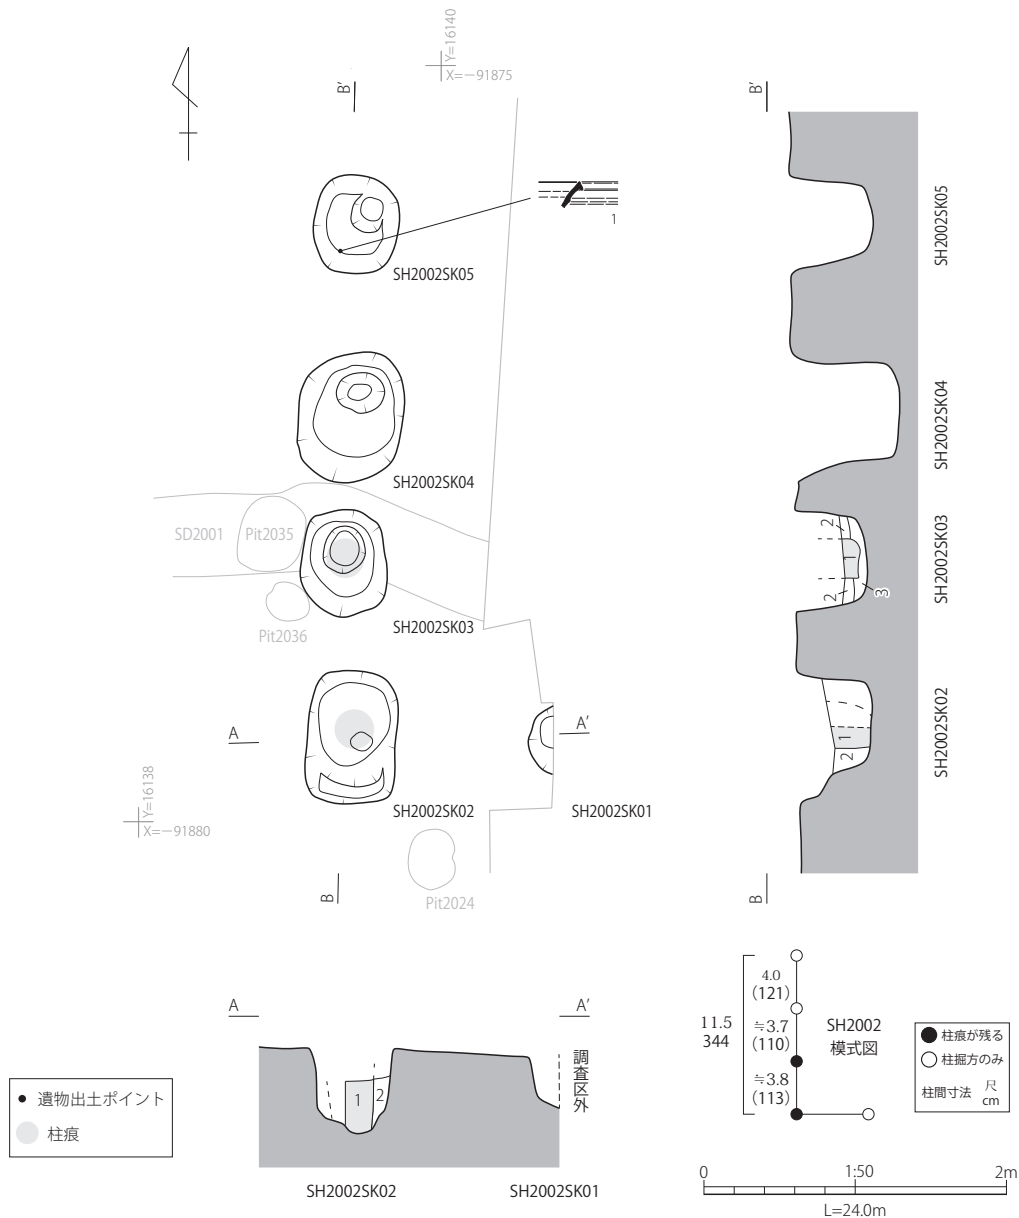 Y=16140
X=－91875
B'
B'
1
SH2002SK05
SH2002SK05
SH2002SK04
SH2002SK04
SD2001
Pit2035
2
1
2
3
SH2002SK03
Pit2036
SH2002SK03
A
A'
1
2
SH2002SK02
Y=16138
X=－91880
SH2002SK02
SH2002SK01
B
B
Pit2024
A
A'
1
2
調査区外
SH2002SK02
SH2002SK01
遺物出土ポイント
柱痕
4.0
(121)
11.5
344
≒3.7
(110)
≒3.8
(113)
SH2002
模式図
柱痕が残る
柱掘方のみ
柱間寸法 尺
cm
0
1:50
2m
L=24.0m